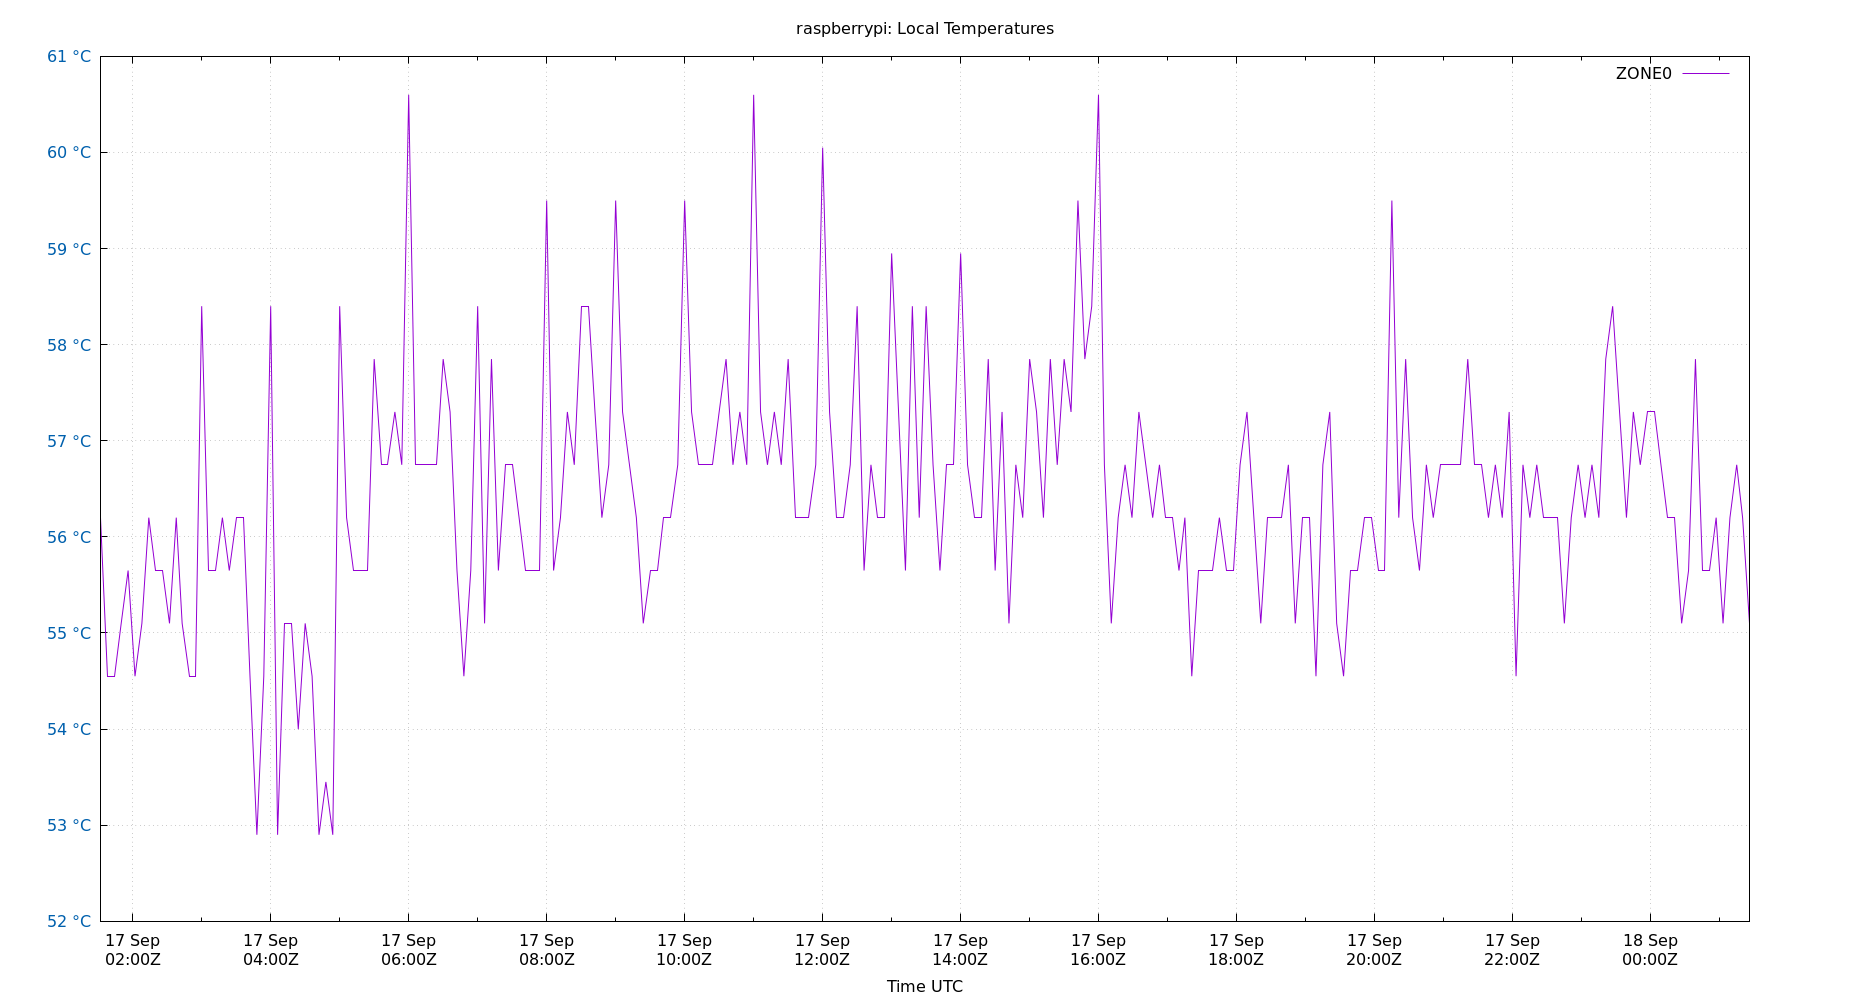 raspberrypi: Local Temperatures
61 °C
ZONE0
60 °C
59 °C
58 °C
57 °C
56 °C
55 °C
54 °C
53 °C
52 °C
17 Sep 17 Sep 17 Sep 17 Sep 17 Sep 17 Sep 17 Sep 17 Sep 17 Sep 17 Sep 17 Sep 18 Sep
02:00Z 04:00Z 06:00Z 08:00Z 10:00Z 12:00Z 14:00Z 16:00Z 18:00Z 20:00Z 22:00Z 00:00Z
Time UTC